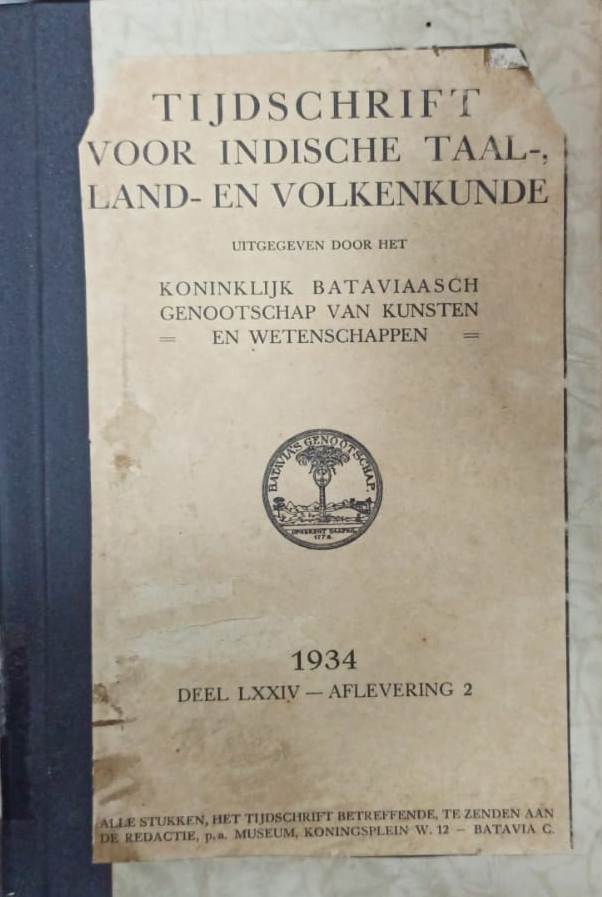 TIJDSCHRIFT
VOOR INDISCHE TAAL-,
LAND- EN VOLKENKUNDE
UITGEGEVEN DOOR HET
KONINKLIJK BATAVIAASCH
GENOOTSCHAP VAN KUNSTEN
= EN WETENSCHAPPEN =
BATAVIA'S GENOOTSCHAP.
1778.
1934
DEEL LXXIV — AFLEVERING 2
ALLE STUKKEN, HET TIJDSCHRIFT BETREFFENDE, TE ZENDEN AAN
DE REDACTIE, p.a. MUSEUM, KONINGSPLEIN W. 12 – BATAVIA C.